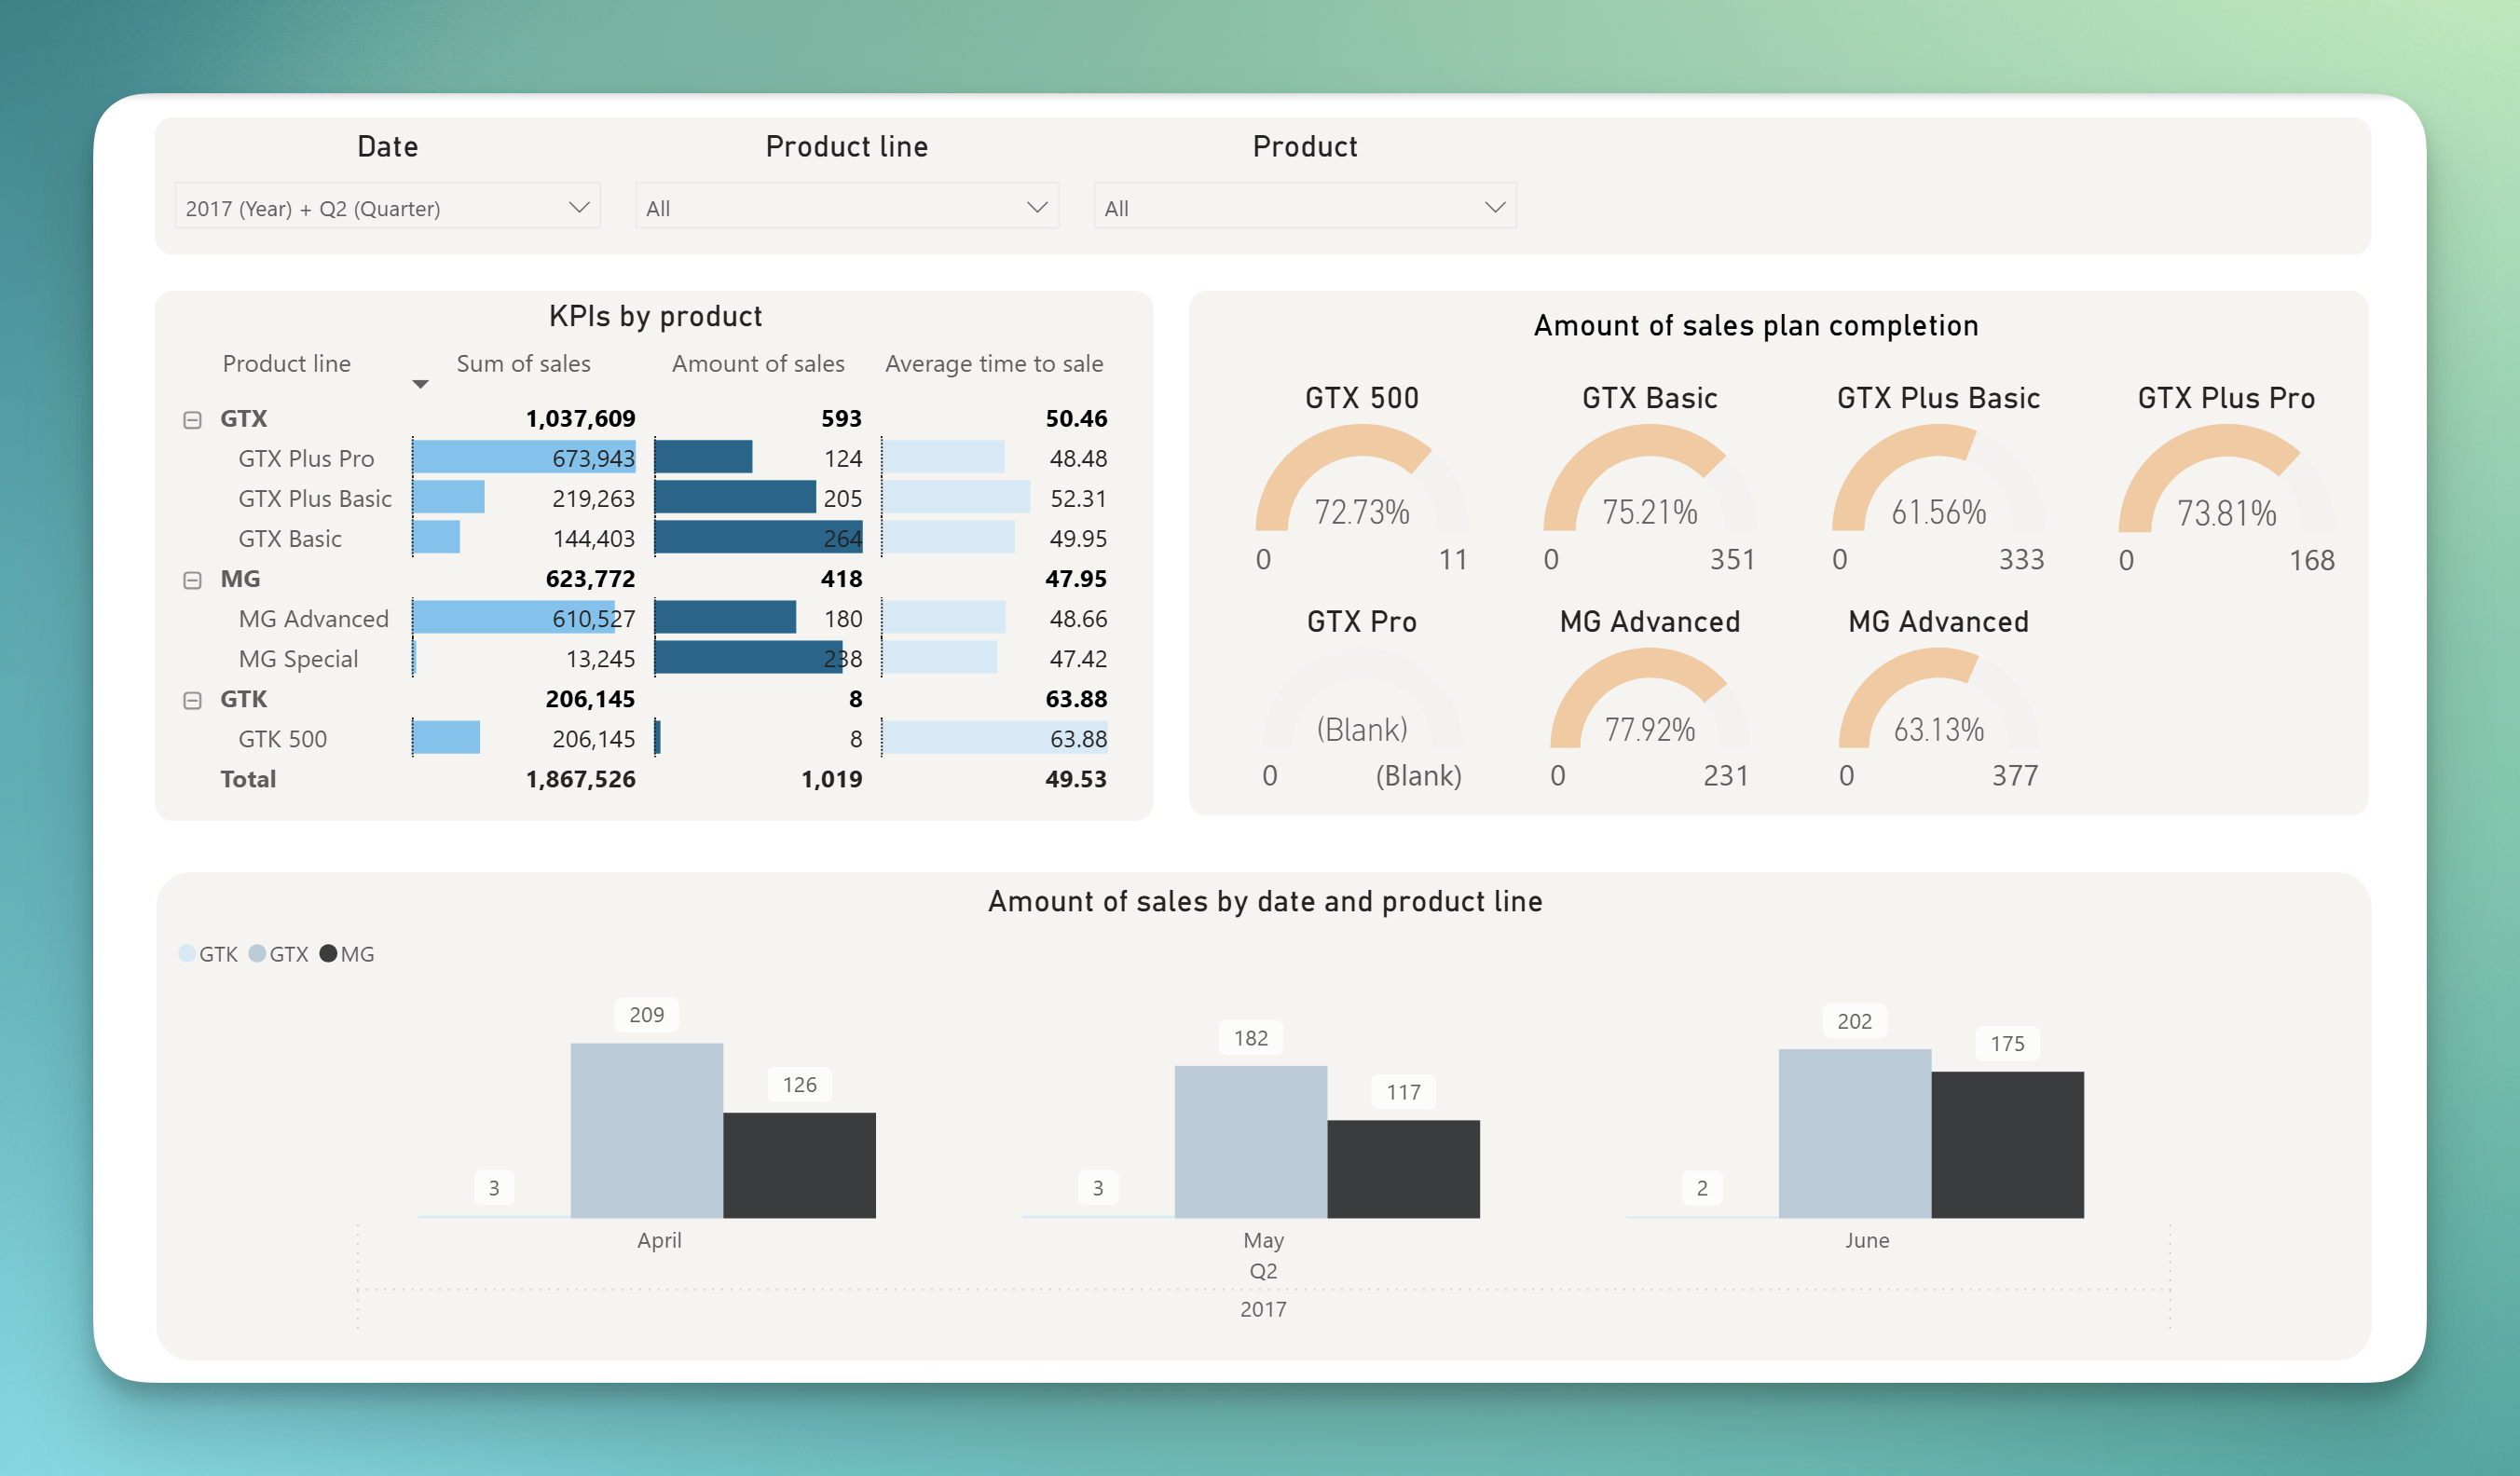 Date
Product line
Product
2017 (Year) + Q2 (Quarter)
All
All
KPIs by product
Product line Sum of sales Amount of sales Average time to sale
GTX 1,037,609 593 50.46
GTX Plus Pro 673,943 124 48.48
GTX Plus Basic 219,263 205 52.31
GTX Basic 144,403 264 49.95
MG 623,772 418 47.95
MG Advanced 610,527 180 48.66
MG Special 13,245 238 47.42
GTK 206,145 8 63.88
GTK 500 206,145 8 63.88
Total 1,867,526 1,019 49.53
Amount of sales plan completion
GTX 500 GTX Basic GTX Plus Basic GTX Plus Pro
72.73% 75.21% 61.56% 73.81%
0 11 0 351 0 333 0 168
GTX Pro MG Advanced MG Advanced
(Blank) 77.92% 63.13%
0 (Blank) 0 231 0 377
Amount of sales by date and product line
GTK GTX MG
3 209 126
3 182 117
2 202 175
April May June
Q2
2017